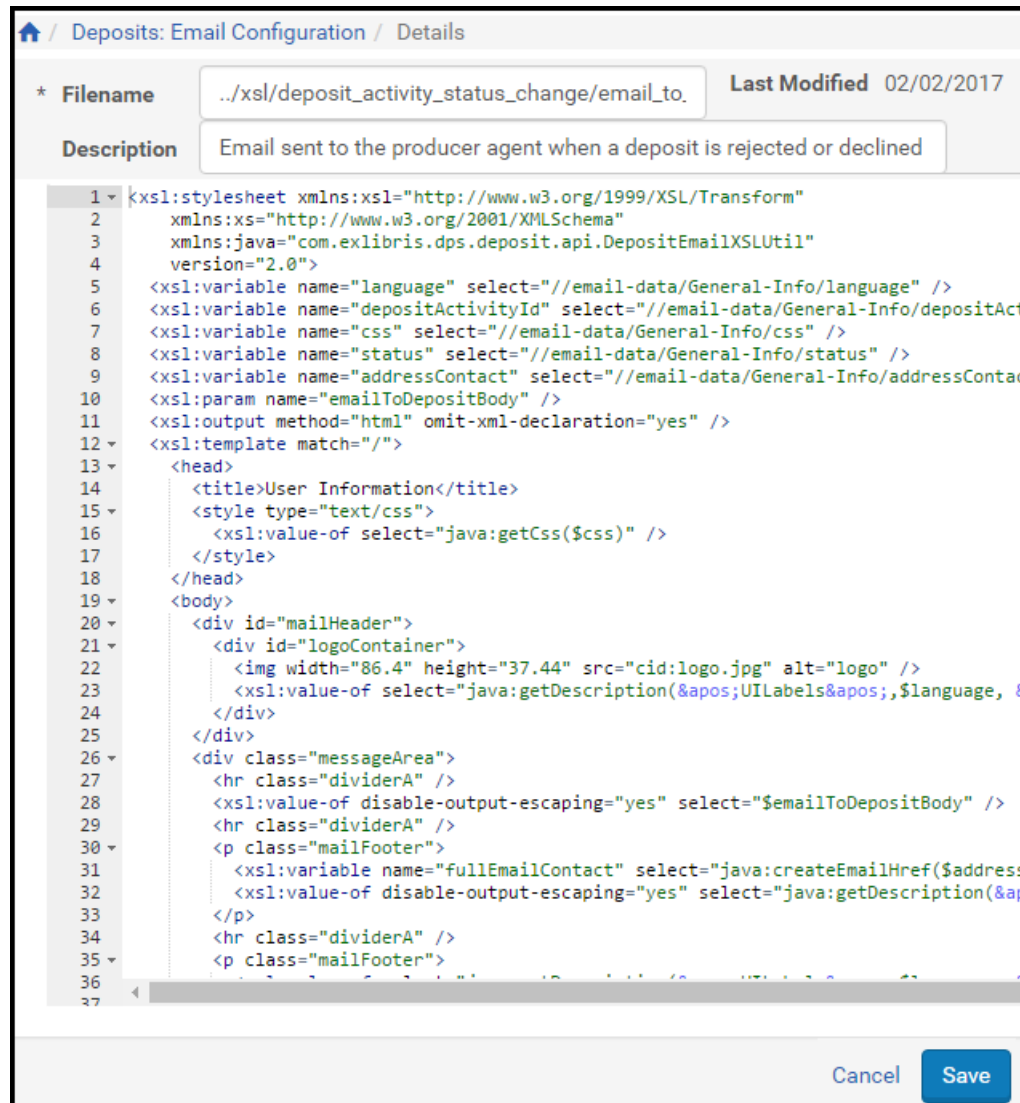 / Deposits: Email Configuration / Details
* Filename ../xsl/deposit_activity_status_change/email_to_ Last Modified 02/02/2017
Description Email sent to the producer agent when a deposit is rejected or declined
1 <xsl:stylesheet xmlns:xsl="http://www.w3.org/1999/XSL/Transform"
2 xmlns:xs="http://www.w3.org/2001/XMLSchema"
3 xmlns:java="com.exlibris.dps.deposit.api.DepositEmailXSLUtil"
4 version="2.0">
5 <xsl:variable name="language" select="//email-data/General-Info/language" />
6 <xsl:variable name="depositActivityId" select="//email-data/General-Info/depositAct
7 <xsl:variable name="css" select="//email-data/General-Info/css" />
8 <xsl:variable name="status" select="//email-data/General-Info/status" />
9 <xsl:variable name="addressContact" select="//email-data/General-Info/addressContac
10 <xsl:param name="emailToDepositBody" />
11 <xsl:output method="html" omit-xml-declaration="yes" />
12 <xsl:template match="/">
13 <head>
14 <title>User Information</title>
15 <style type="text/css">
16 <xsl:value-of select="java:getCss($css)" />
17 </style>
18 </head>
19 <body>
20 <div id="mailHeader">
21 <div id="logoContainer">
22 <img width="86.4" height="37.44" src="cid:logo.jpg" alt="logo" />
23 <xsl:value-of select="java:getDescription(&apos;UILabels&apos;,$language, &
24 </div>
25 </div>
26 <div class="messageArea">
27 <hr class="dividerA" />
28 <xsl:value-of disable-output-escaping="yes" select="$emailToDepositBody" />
29 <hr class="dividerA" />
30 <p class="mailFooter">
31 <xsl:variable name="fullEmailContact" select="java:createEmailHref($address
32 <xsl:value-of disable-output-escaping="yes" select="java:getDescription(&ap
33 </p>
34 <hr class="dividerA" />
35 <p class="mailFooter">
36
37
Cancel Save